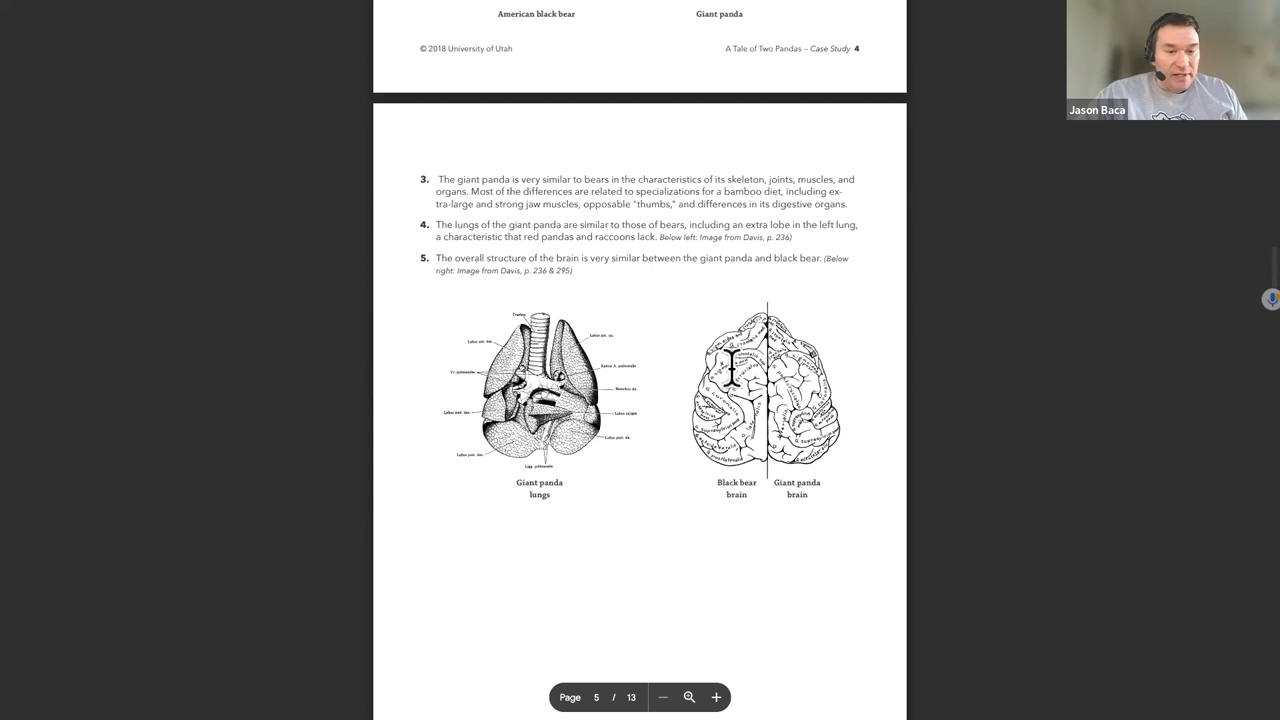 American black bear
Giant panda
© 2018 University of Utah
A Tale of Two Pandas – Case Study 4
Jason Baca
3. The giant panda is very similar to bears in the characteristics of its skeleton, joints, muscles, and
organs. Most of the differences are related to specializations for a bamboo diet, including ex-
tra-large and strong jaw muscles, opposable "thumbs," and differences in its digestive organs.
4. The lungs of the giant panda are similar to those of bears, including an extra lobe in the left lung,
a characteristic that red pandas and raccoons lack. Below left: Image from Davis, p. 236)
5. The overall structure of the brain is very similar between the giant panda and black bear. (Below
right: Image from Davis, p. 236 & 295)
Giant panda
lungs
Black bear
brain
Giant panda
brain
Page 5 / 13